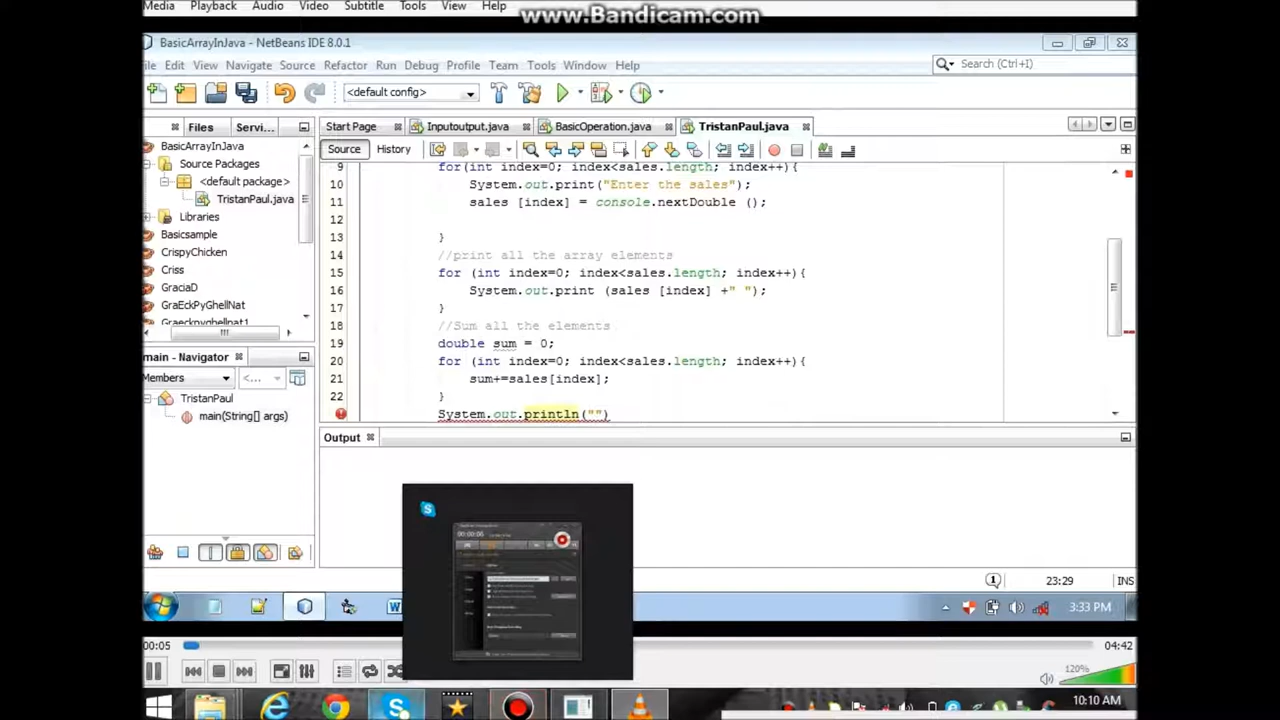 www.Bandicam.com
Media Playback Audio Video Subtitle Tools View Help
BasicArrayInJava - NetBeans IDE 8.0.1
File Edit View Navigate Source Refactor Run Debug Profile Team Tools Window Help
Search (Ctrl+I)
<default config>
Files Servi...
Start Page Inputoutput.java BasicOperation.java TristanPaul.java
Source History
BasicArrayInJava
Source Packages
<default package>
TristanPaul.java
Libraries
Basicsample
CrispyChicken
Criss
GraciaD
GraEckPyGhellNat
Graecknyghellnat1
9 for(int index=0; index<sales.length; index++){
10 System.out.print("Enter the sales");
11 sales [index] = console.nextDouble ();
12
13 }
14 //print all the array elements
15 for (int index=0; index<sales.length; index++){
16 System.out.print (sales [index] +" ");
17 }
18 //Sum all the elements
19 double sum = 0;
20 for (int index=0; index<sales.length; index++){
21 sum+=sales[index];
22 }
System.out.println("")
main - Navigator
Members <...
TristanPaul
main(String[] args)
Output
1 23:29 INS
3:33 PM
00:05 04:42
120%
10:10 AM